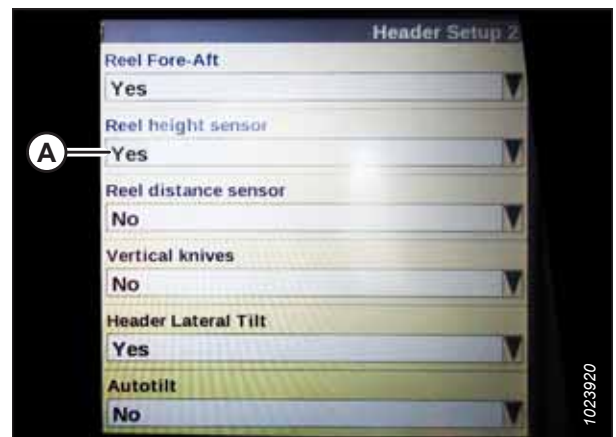 Header Setup 2
Reel Fore-Aft
Yes
Reel height sensor
A
Yes
Reel distance sensor
No
Vertical knives
No
Header Lateral Tilt
Yes
Autotilt
No
1023920